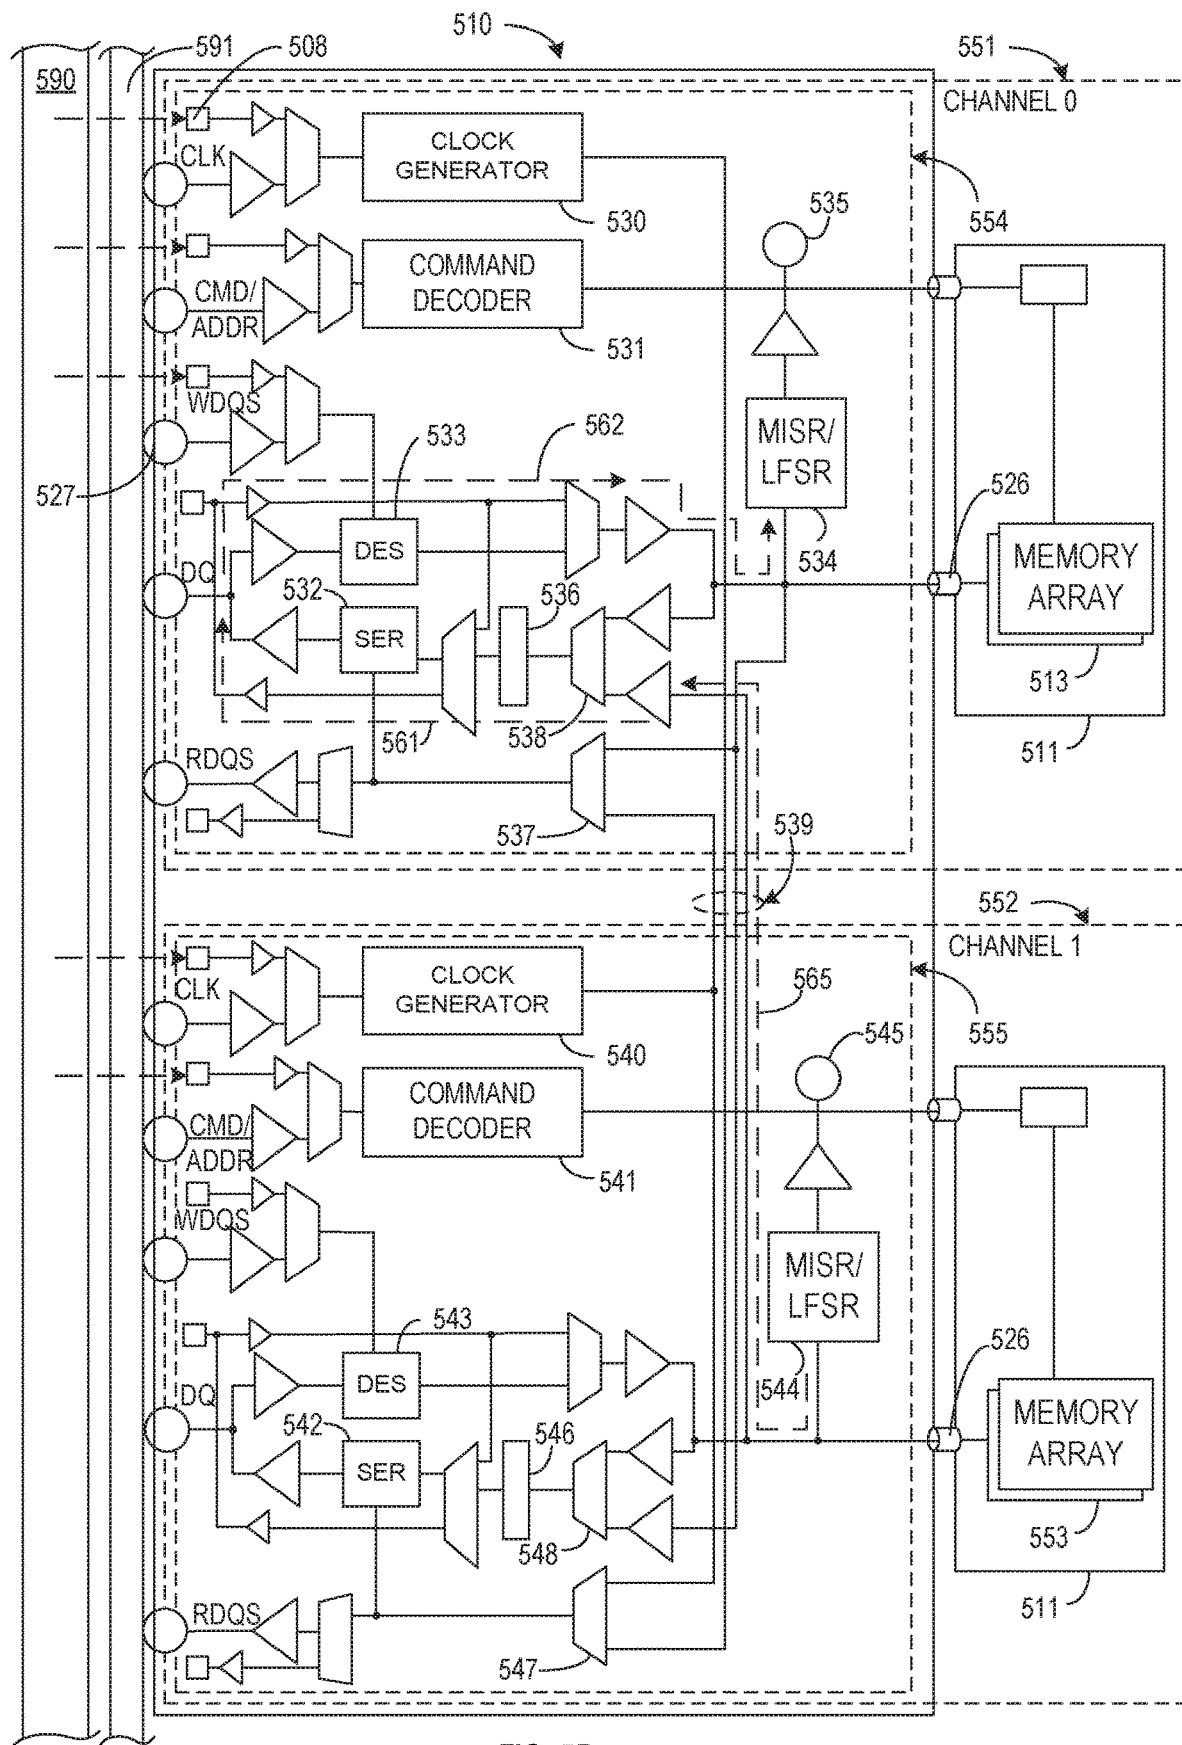 510
590
591
508
551
CHANNEL 0
CLK
CLOCK
GENERATOR
530
535
554
CMD/
ADDR
COMMAND
DECODER
531
WDQS
527
533
562
MISR/
LFSR
534
526
DES
DQ
532
536
SER
MEMORY
ARRAY
513
561
538
511
RDQS
537
539
552
CHANNEL 1
CLK
CLOCK
GENERATOR
540
565
555
545
CMD/
ADDR
COMMAND
DECODER
541
WDQS
MISR/
LFSR
543
544
526
DES
DQ
542
546
SER
MEMORY
ARRAY
553
548
511
RDQS
547